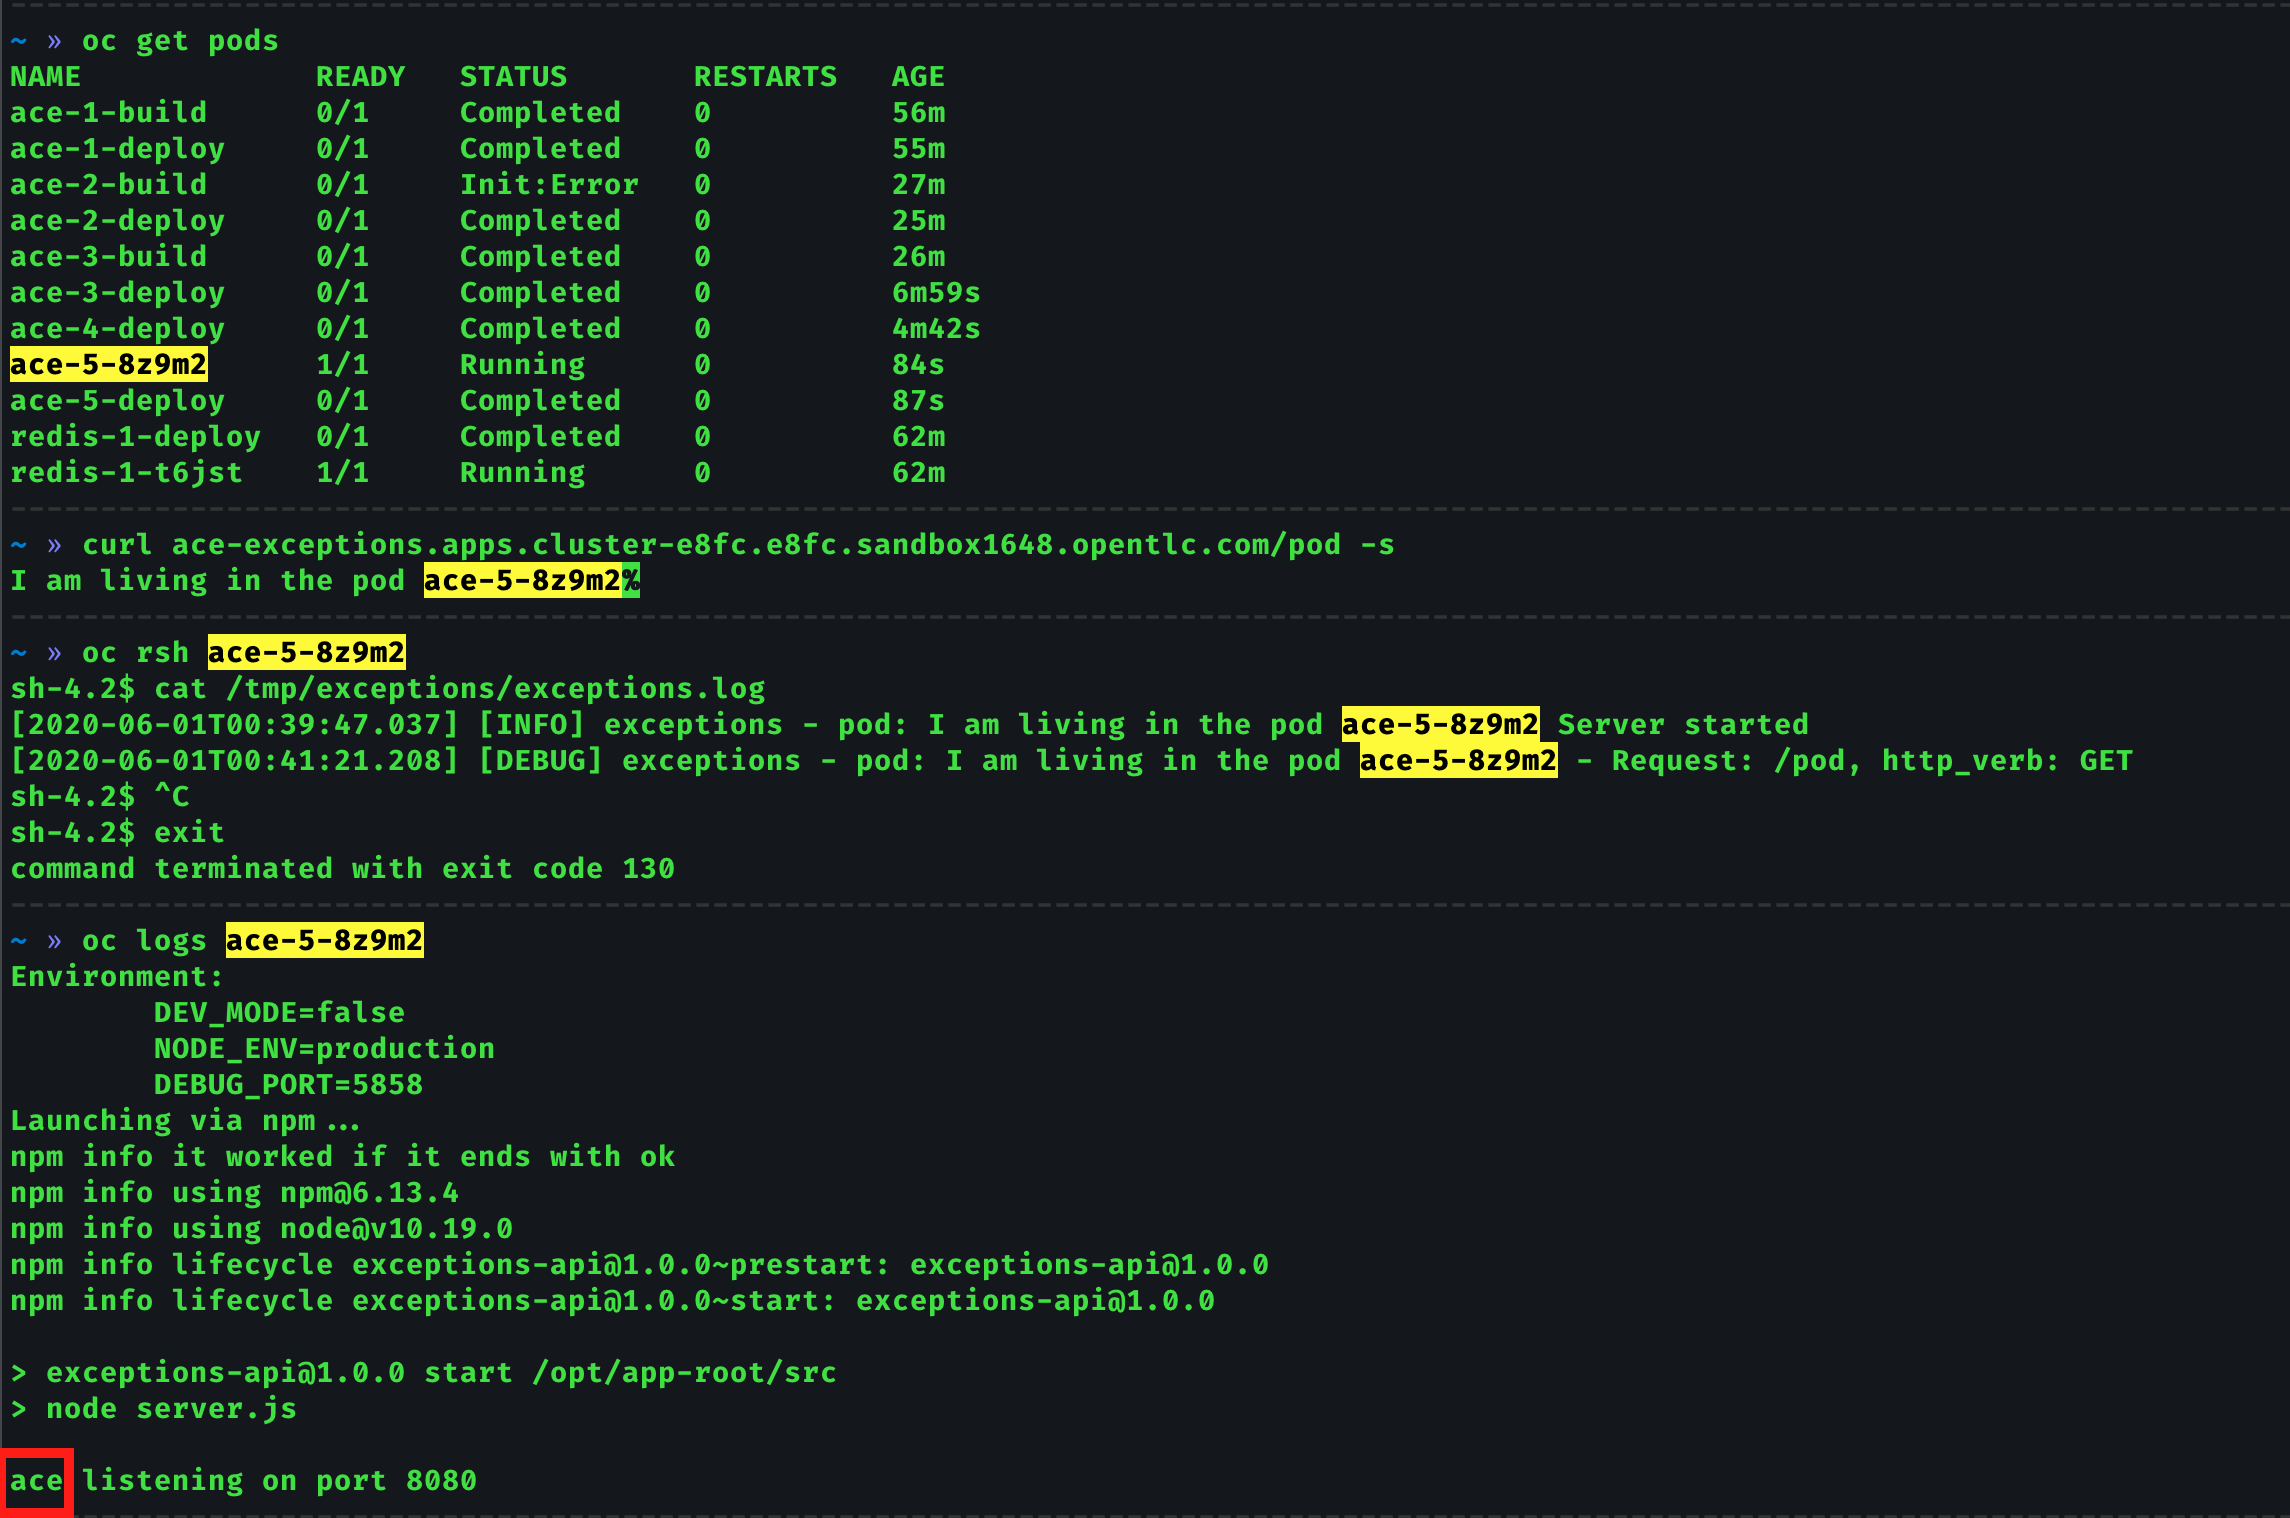 ~ » oc get pods
NAME             READY   STATUS       RESTARTS   AGE
ace-1-build      0/1     Completed    0          56m
ace-1-deploy     0/1     Completed    0          55m
ace-2-build      0/1     Init:Error   0          27m
ace-2-deploy     0/1     Completed    0          25m
ace-3-build      0/1     Completed    0          26m
ace-3-deploy     0/1     Completed    0          6m59s
ace-4-deploy     0/1     Completed    0          4m42s
ace-5-8z9m2      1/1     Running      0          84s
ace-5-deploy     0/1     Completed    0          87s
redis-1-deploy   0/1     Completed    0          62m
redis-1-t6jst    1/1     Running      0          62m
~ » curl ace-exceptions.apps.cluster-e8fc.e8fc.sandbox1648.opentlc.com/pod -s
I am living in the pod ace-5-8z9m2%
~ » oc rsh ace-5-8z9m2
sh-4.2$ cat /tmp/exceptions/exceptions.log
[2020-06-01T00:39:47.037] [INFO] exceptions - pod: I am living in the pod ace-5-8z9m2 Server started
[2020-06-01T00:41:21.208] [DEBUG] exceptions - pod: I am living in the pod ace-5-8z9m2 - Request: /pod, http_verb: GET
sh-4.2$ ^C
sh-4.2$ exit
command terminated with exit code 130
~ » oc logs ace-5-8z9m2
Environment:
        DEV_MODE=false
        NODE_ENV=production
        DEBUG_PORT=5858
Launching via npm...
npm info it worked if it ends with ok
npm info using npm@6.13.4
npm info using node@v10.19.0
npm info lifecycle exceptions-api@1.0.0~prestart: exceptions-api@1.0.0
npm info lifecycle exceptions-api@1.0.0~start: exceptions-api@1.0.0
> exceptions-api@1.0.0 start /opt/app-root/src
> node server.js
ace listening on port 8080